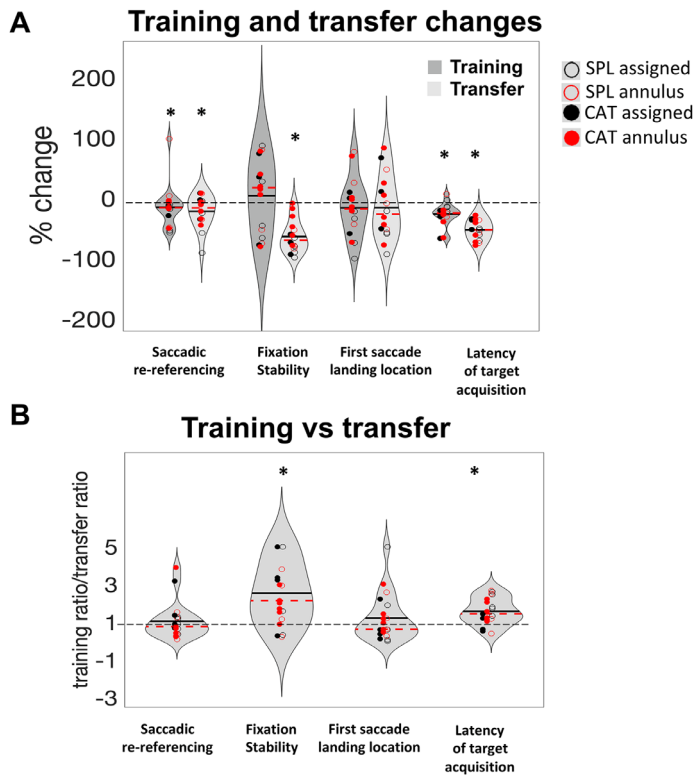 A
Training and transfer changes
% change
200
100
0
-100
-200
Training
Transfer
SPL assigned
SPL annulus
CAT assigned
CAT annulus
* * * * *
Saccadic
re-referencing
Fixation
Stability
First saccade
landing location
Latency
of target
acquisition
B
Training vs transfer
training ratio/transfer ratio
5
3
1
-1
-3
* *
Saccadic
re-referencing
Fixation
Stability
First saccade
landing location
Latency
of target
acquisition